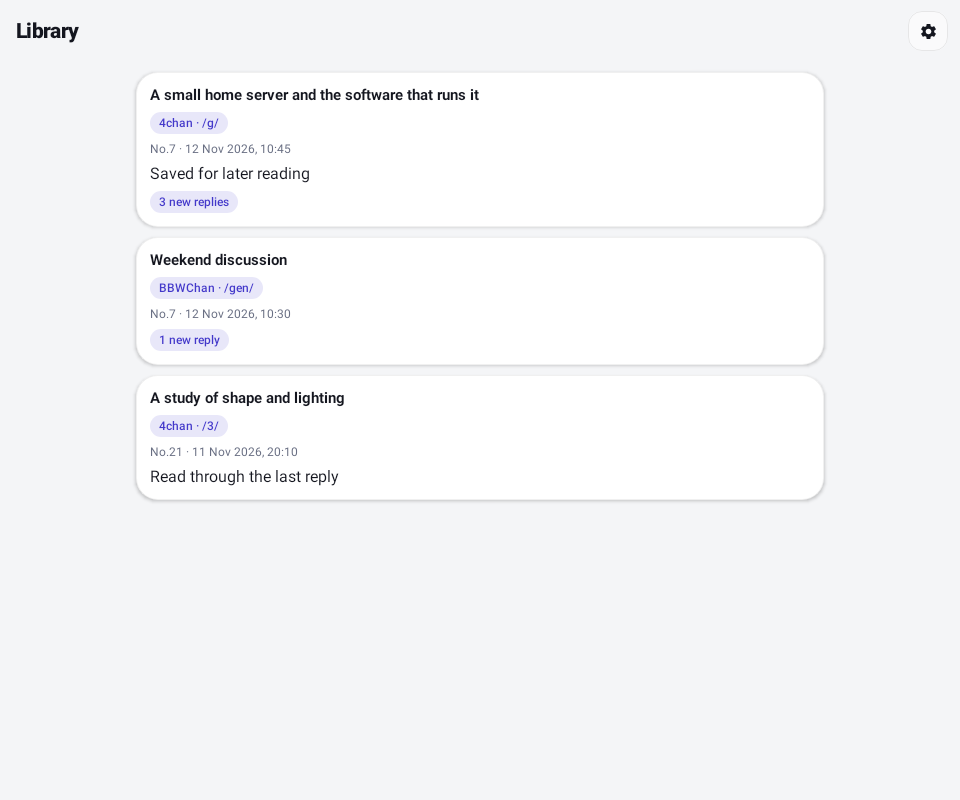 Library
A small home server and the software that runs it
4chan · /g/
No.7 · 12 Nov 2026, 10:45
Saved for later reading
3 new replies
Weekend discussion
BBWChan · /gen/
No.7 · 12 Nov 2026, 10:30
1 new reply
A study of shape and lighting
4chan · /3/
No.21 · 11 Nov 2026, 20:10
Read through the last reply